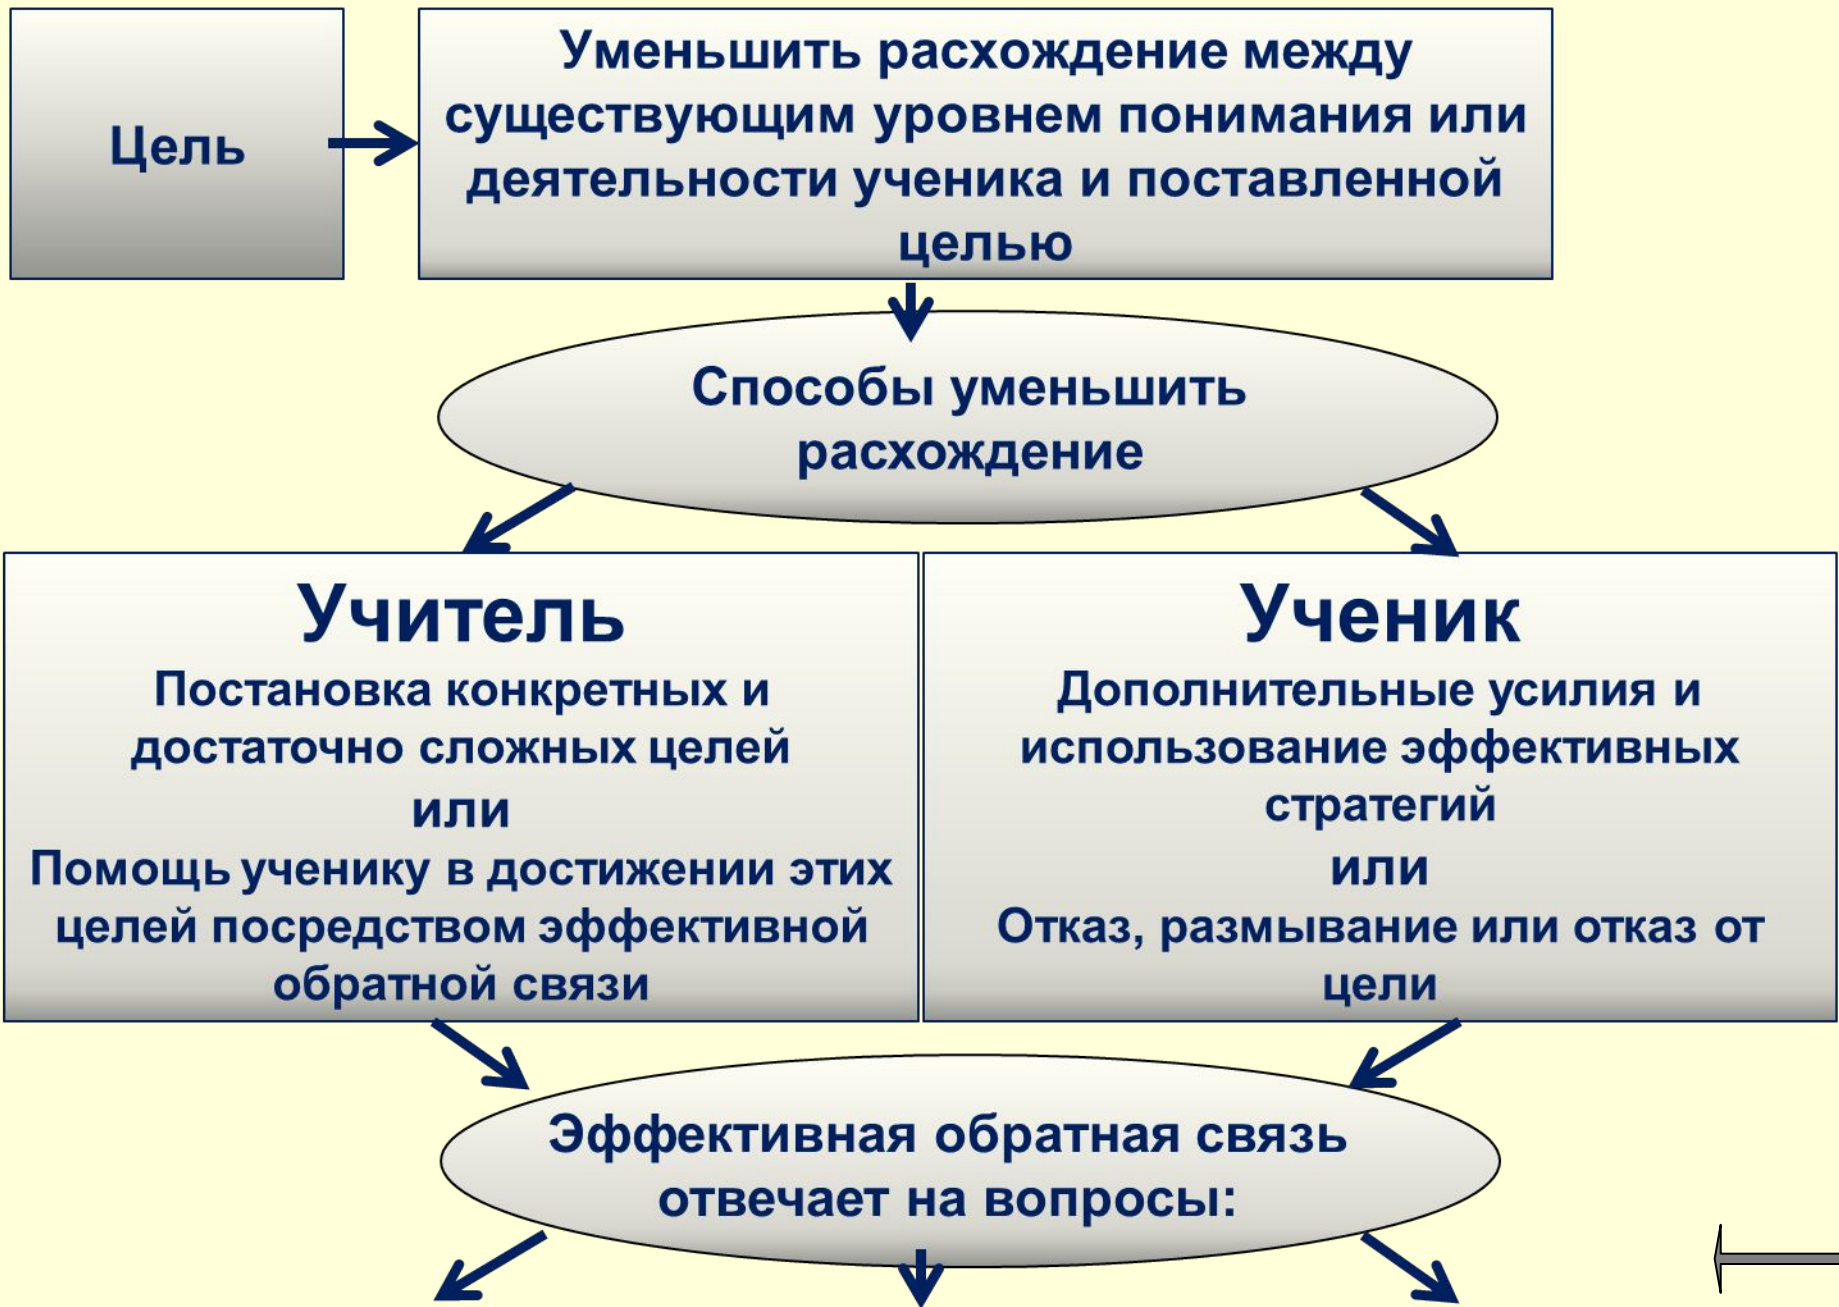 Цель
Уменьшить расхождение между
существующим уровнем понимания или
деятельности ученика и поставленной
целью
Способы уменьшить
расхождение
Учитель
Постановка конкретных и
достаточно сложных целей
или
Помощь ученику в достижении этих
целей посредством эффективной
обратной связи
Ученик
Дополнительные усилия и
использование эффективных
стратегий
или
Отказ, размывание или отказ от
цели
Эффективная обратная связь
отвечает на вопросы: